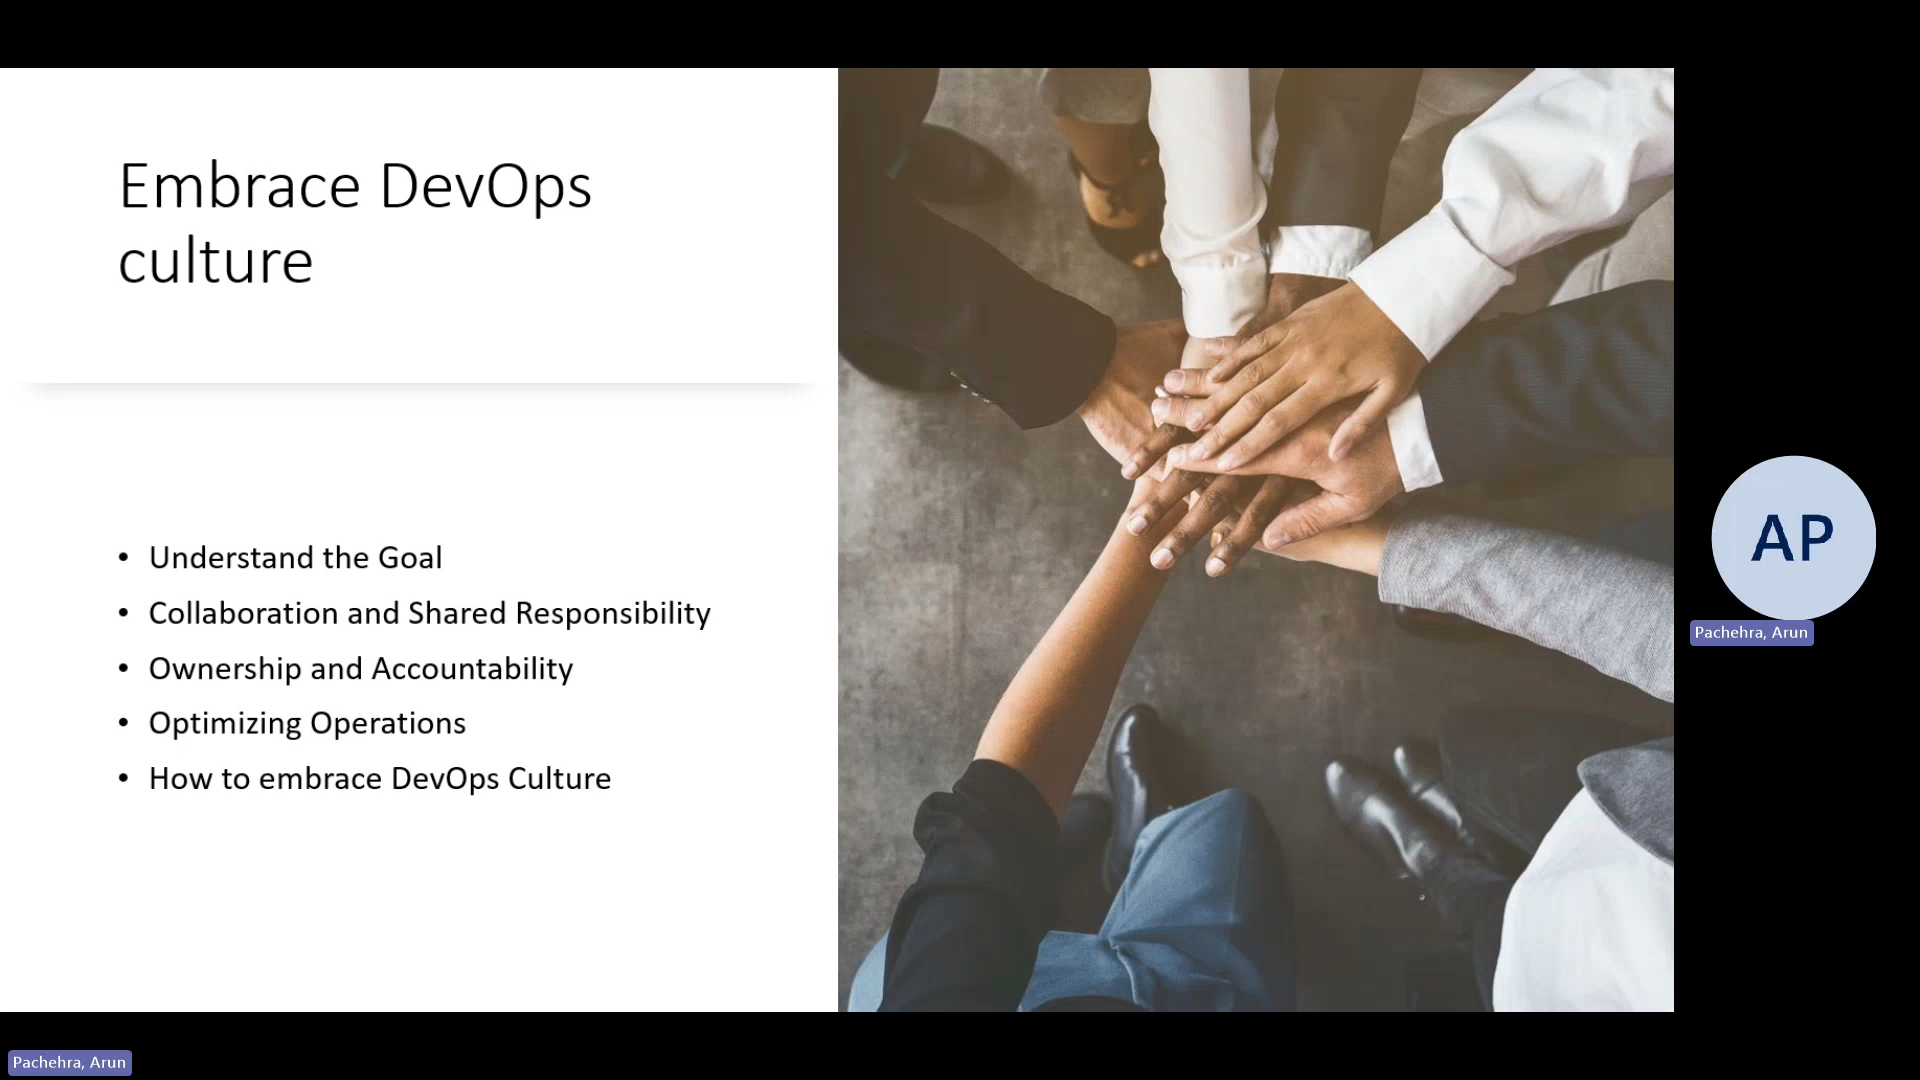 Embrace DevOps
culture
• Understand the Goal
• Collaboration and Shared Responsibility
• Ownership and Accountability
• Optimizing Operations
• How to embrace DevOps Culture
AP
Pachehra, Arun
Pachehra, Arun